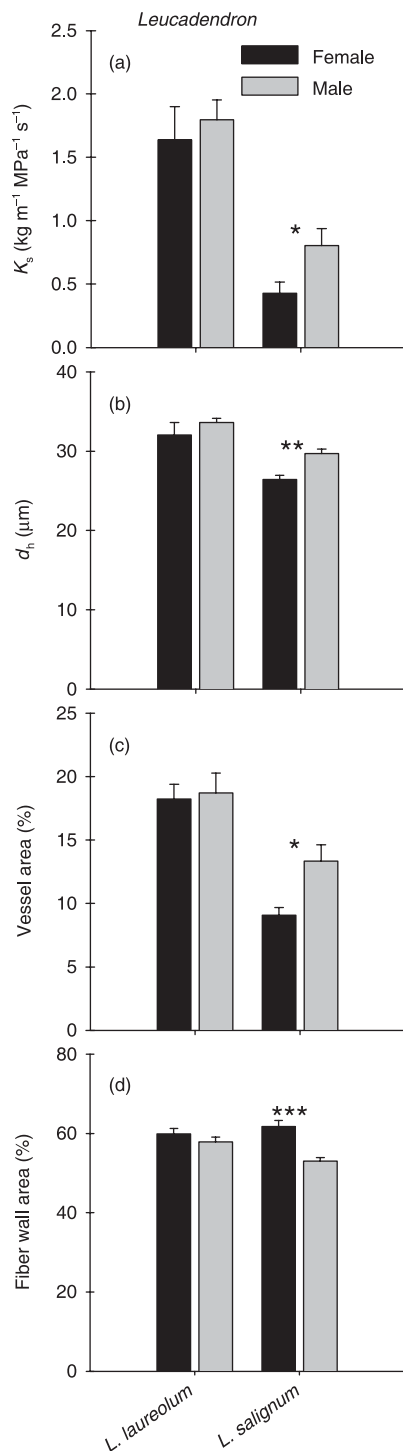 Leucadendron
2.5
(a)
Female
Male
2.0
1.5
1.0
0.5
0.0
*
Kₛ (kg m⁻¹ MPa⁻¹ s⁻¹)
40
(b)
30
20
10
0
**
dₕ (μm)
25
(c)
20
15
10
5
0
*
Vessel area (%)
80
(d)
60
40
20
0
***
Fiber wall area (%)
L. laureolum
L. salignum